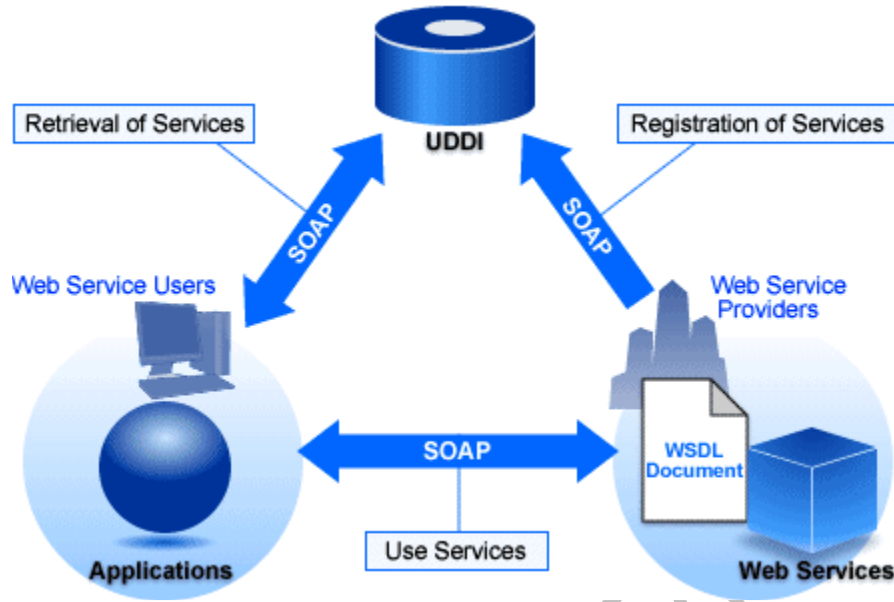 UDDI
Retrieval of Services
Registration of Services
SOAP
SOAP
Web Service Users
Web Service
Providers
SOAP
WSDL
Document
Use Services
Applications
Web Services